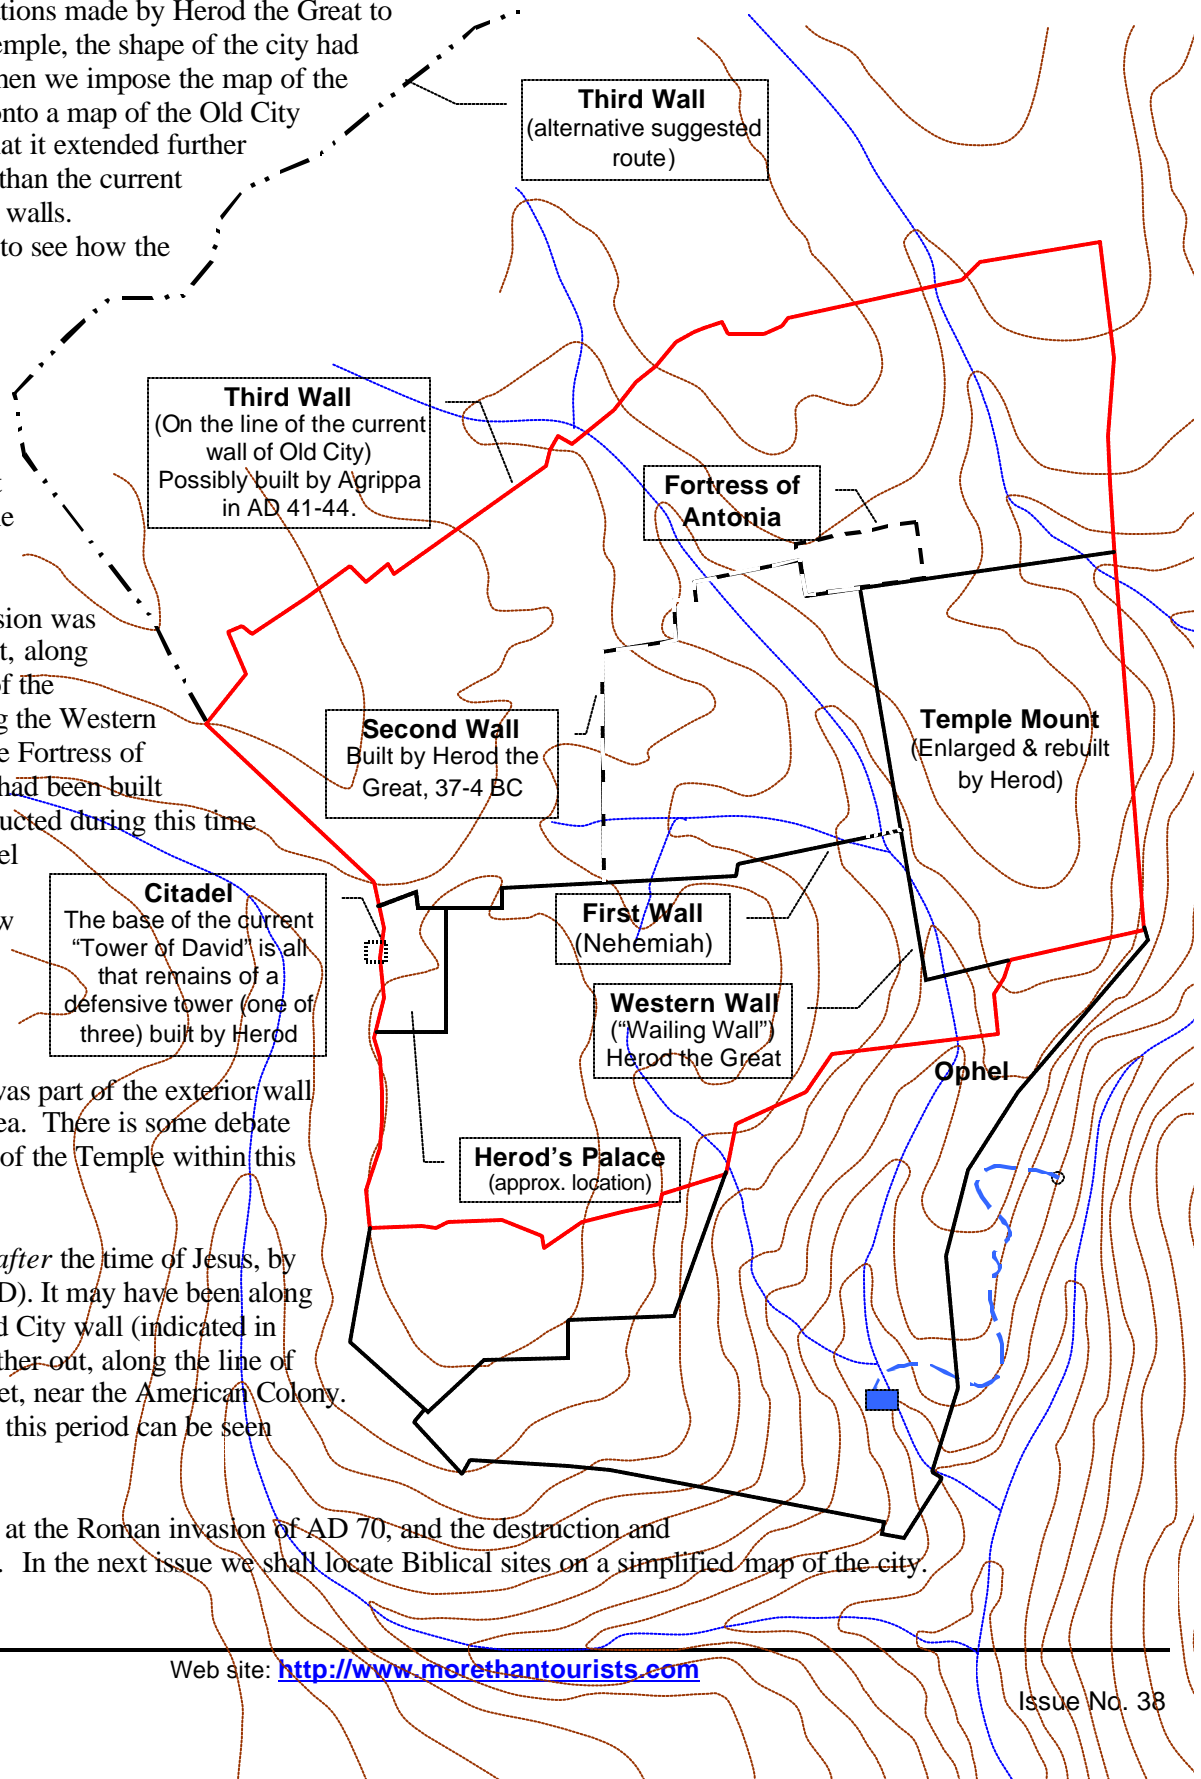 tions made by Herod the Great to
emple, the shape of the city had
hen we impose the map of the
onto a map of the Old City
hat it extended further
than the current
walls.
to see how the
Third Wall
(alternative suggested
route)
Third Wall
(On the line of the current
wall of Old City)
Possibly built by Agrippa
in AD 41-44.
Fortress of
Antonia
t
e
sion was
t, along
of the
g the Western
e Fortress of
had been built
ucted during this time
el
w
Second Wall
Built by Herod the
Great, 37-4 BC
Temple Mount
(Enlarged & rebuilt
by Herod)
Citadel
The base of the current
“Tower of David” is all
that remains of a
defensive tower (one of
three) built by Herod
First Wall
(Nehemiah)
Western Wall
(“Wailing Wall”)
Herod the Great
Ophel
was part of the exterior wall
ea. There is some debate
of the Temple within this
Herod’s Palace
(approx. location)
after the time of Jesus, by
D). It may have been along
d City wall (indicated in
ther out, along the line of
et, near the American Colony.
this period can be seen
at the Roman invasion of AD 70, and the destruction and
. In the next issue we shall locate Biblical sites on a simplified map of the city.
Web site: http://www.morethantourists.com
Issue No. 38